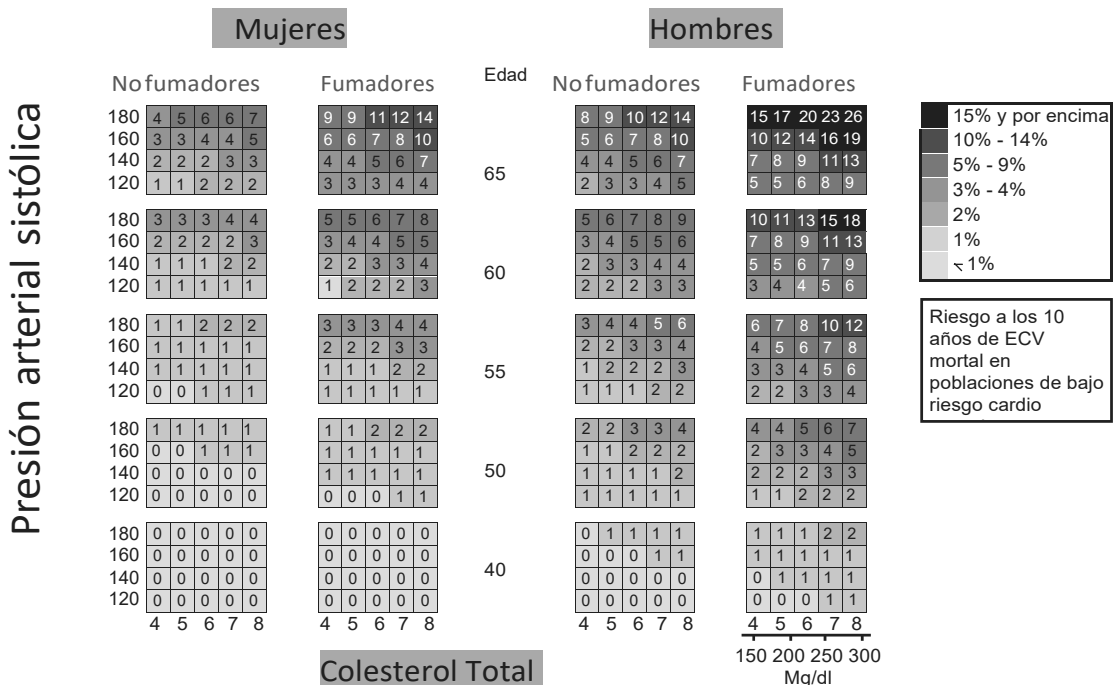 Mujeres Hombres
No fumadores Fumadores Edad No fumadores Fumadores
Presión arterial sistólica
180 4 5 6 6 7 9 9 11 12 14 8 9 10 12 14 15 17 20 23 26
160 3 3 4 4 5 6 6 7 8 10 5 6 7 8 10 10 12 14 16 19
140 2 2 2 3 3 4 4 5 6 7 4 4 5 6 7 7 8 9 11 13
65
120 1 1 2 2 2 3 3 3 4 4 2 3 3 4 5 5 5 6 8 9
180 3 3 3 4 4 5 5 6 7 8 5 6 7 8 9 10 11 13 15 18
160 2 2 2 2 3 3 4 4 5 5 3 4 5 5 6 7 8 9 11 13
140 1 1 1 2 2 2 2 3 3 4 2 3 3 4 4 5 5 6 7 9
60
120 1 1 1 1 1 1 2 2 2 3 2 2 2 3 3 3 4 4 5 6
180 1 1 2 2 2 3 3 3 4 4 3 4 4 5 6 6 7 8 10 12
160 1 1 1 1 1 2 2 2 3 3 2 2 3 3 4 4 5 6 7 8
140 1 1 1 1 1 1 1 1 2 2 1 2 2 2 3 3 3 4 5 6
55
120 0 0 1 1 1 1 1 1 1 1 1 1 1 2 2 2 2 3 3 4
180 1 1 1 1 1 1 1 2 2 2 2 2 3 3 4 4 4 5 6 7
160 0 0 1 1 1 1 1 1 1 1 1 1 2 2 2 2 3 3 4 5
140 0 0 0 0 0 1 1 1 1 1 1 1 1 1 2 2 2 2 3 3
50
120 0 0 0 0 0 0 0 0 1 1 1 1 1 1 1 1 1 2 2 2
180 0 0 0 0 0 0 0 0 0 0 0 1 1 1 1 1 1 1 2 2
160 0 0 0 0 0 0 0 0 0 0 0 0 0 1 1 1 1 1 1 1
140 0 0 0 0 0 0 0 0 0 0 0 0 0 0 0 0 1 1 1 1
40
120 0 0 0 0 0 0 0 0 0 0 0 0 0 0 0 0 0 0 1 1
4 5 6 7 8 4 5 6 7 8 4 5 6 7 8 4 5 6 7 8
150 200 250 300
Mg/dl
Colesterol Total
15% y por encima
10% - 14%
5% - 9%
3% - 4%
2%
1%
< 1%
Riesgo a los 10
años de ECV
mortal en
poblaciones de bajo
riesgo cardio